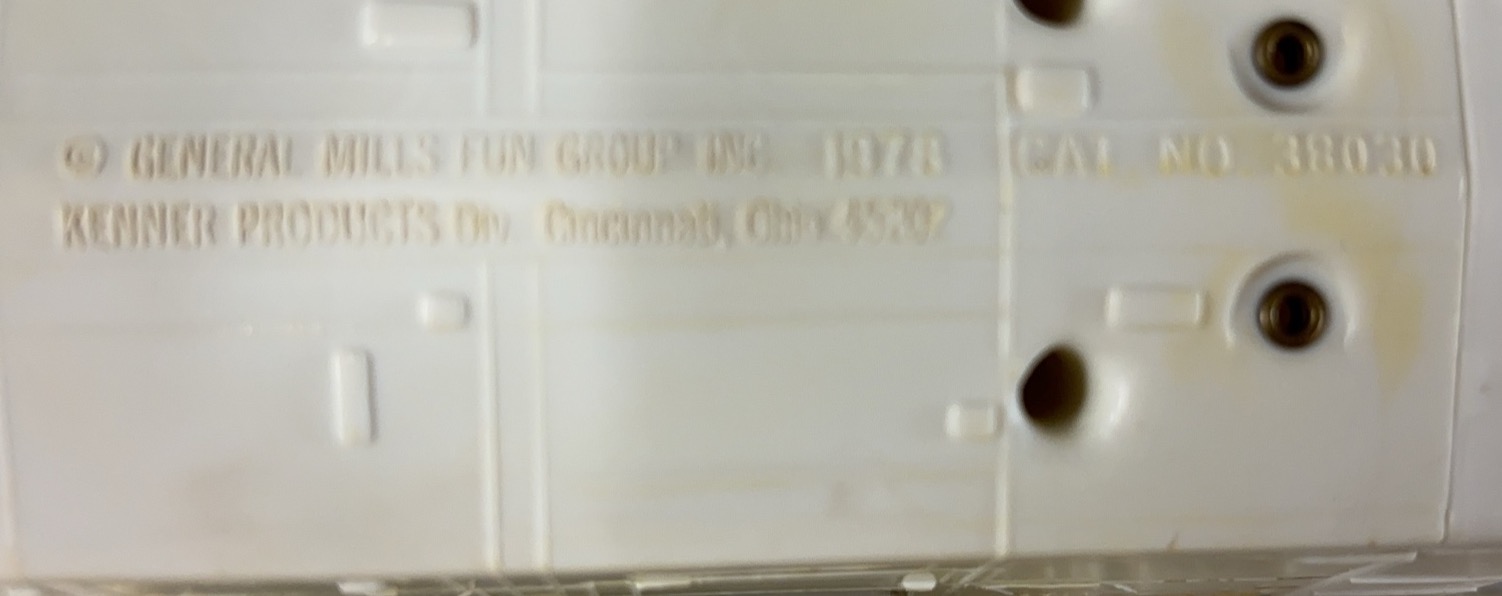 © GENERAL MILLS FUN GROUP INC 1978 CAT. NO. 38030
KENNER PRODUCTS Div Cincinnati, Ohio 45202